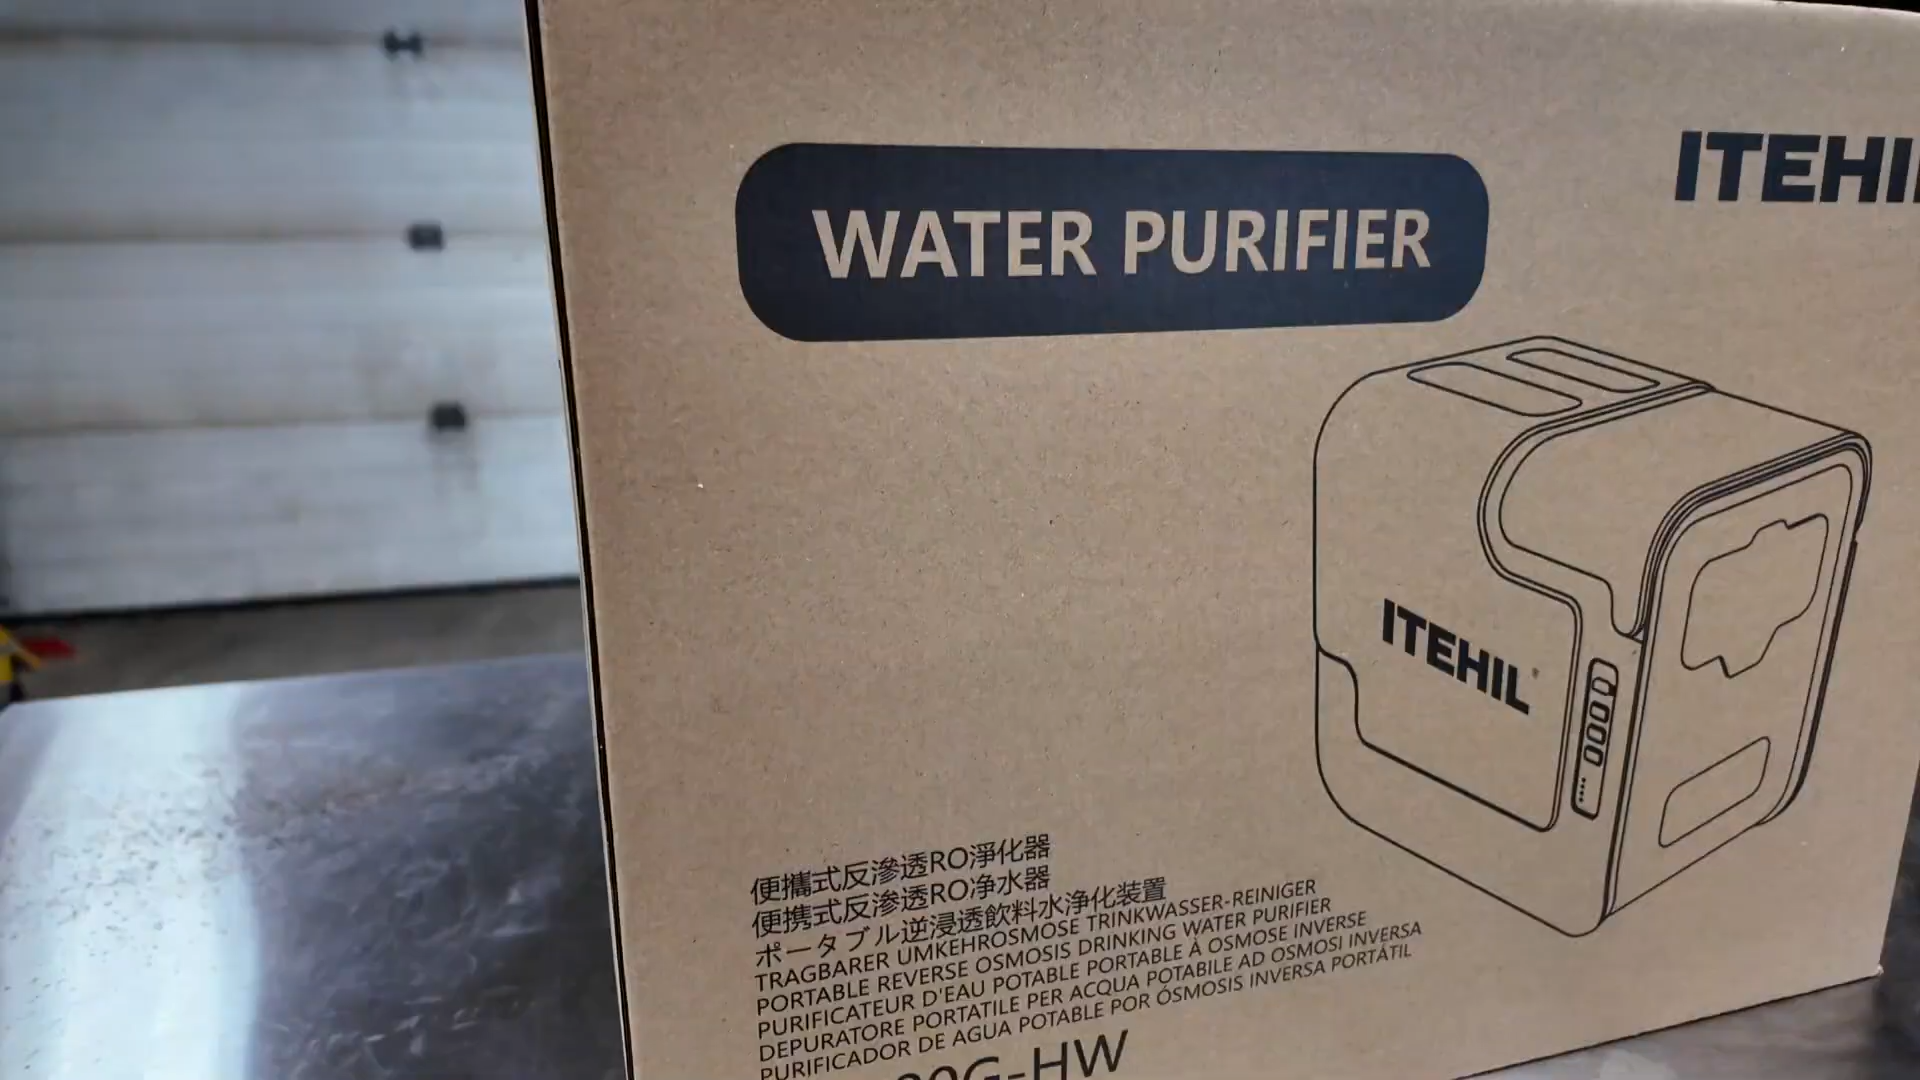 WATER PURIFIER
ITEHIL
ITEHIL
便攜式反滲透RO淨化器
便携式反渗透RO净水器
ポータブル逆浸透飲料水浄化装置
TRAGBARER UMKEHROSMOSE TRINKWASSER-REINIGER
PORTABLE REVERSE OSMOSIS DRINKING WATER PURIFIER
PURIFICATEUR D'EAU POTABLE PORTABLE À OSMOSE INVERSE
DEPURATORE PORTATILE PER ACQUA POTABILE AD OSMOSI INVERSA
PURIFICADOR DE AGUA POTABLE POR ÓSMOSIS INVERSA PORTÁTIL